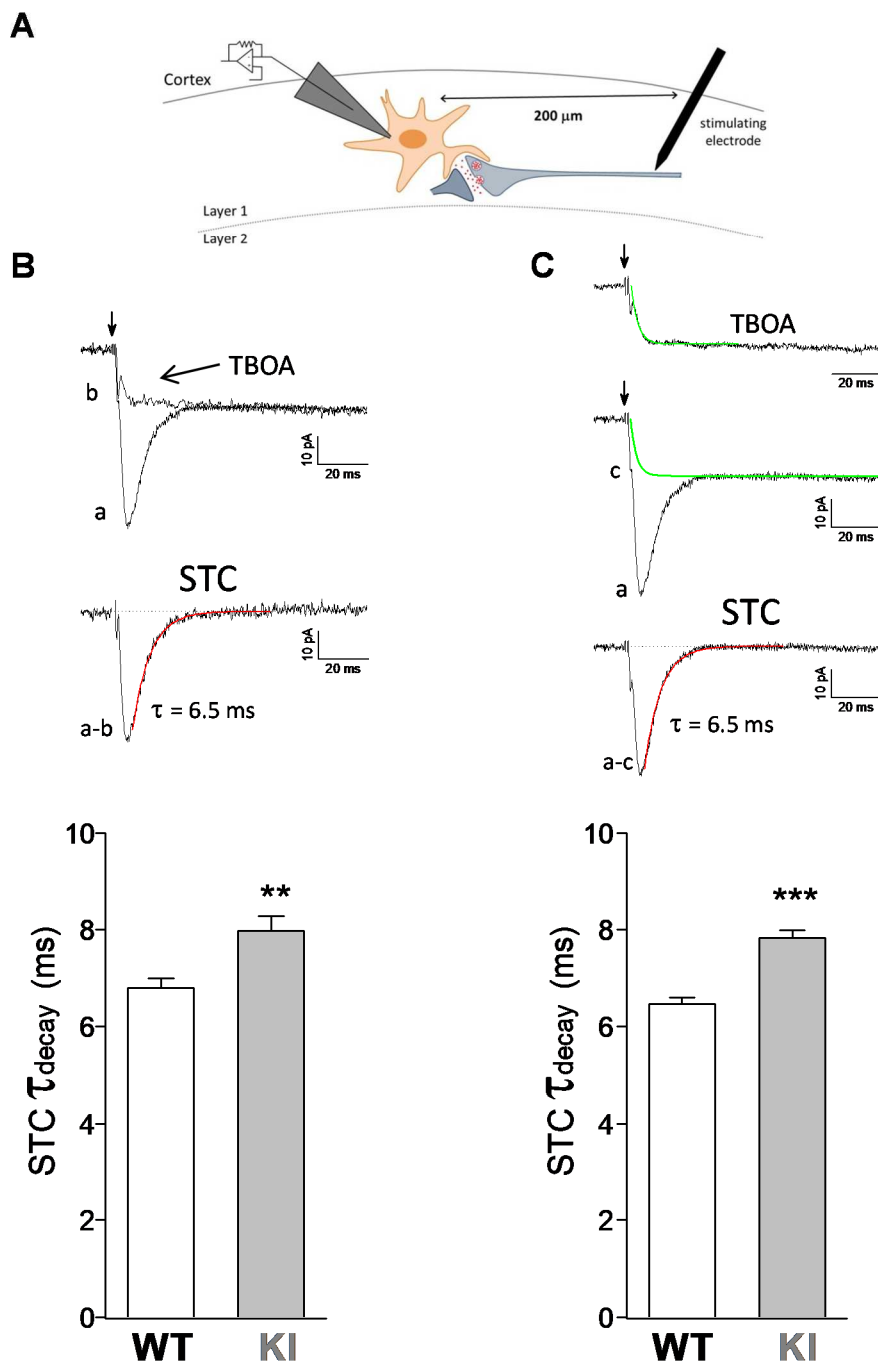 A
Cortex
200 μm
stimulating
electrode
Layer 1
Layer 2
B
TBOA
b
a
10 pA
20 ms
STC
10 pA
20 ms
τ = 6.5 ms
a-b
10
8
6
4
2
0
STC τdecay (ms)
**
WT
KI
C
TBOA
20 ms
c
a
10 pA
20 ms
STC
10 pA
20 ms
τ = 6.5 ms
a-c
10
8
6
4
2
0
STC τdecay (ms)
***
WT
KI